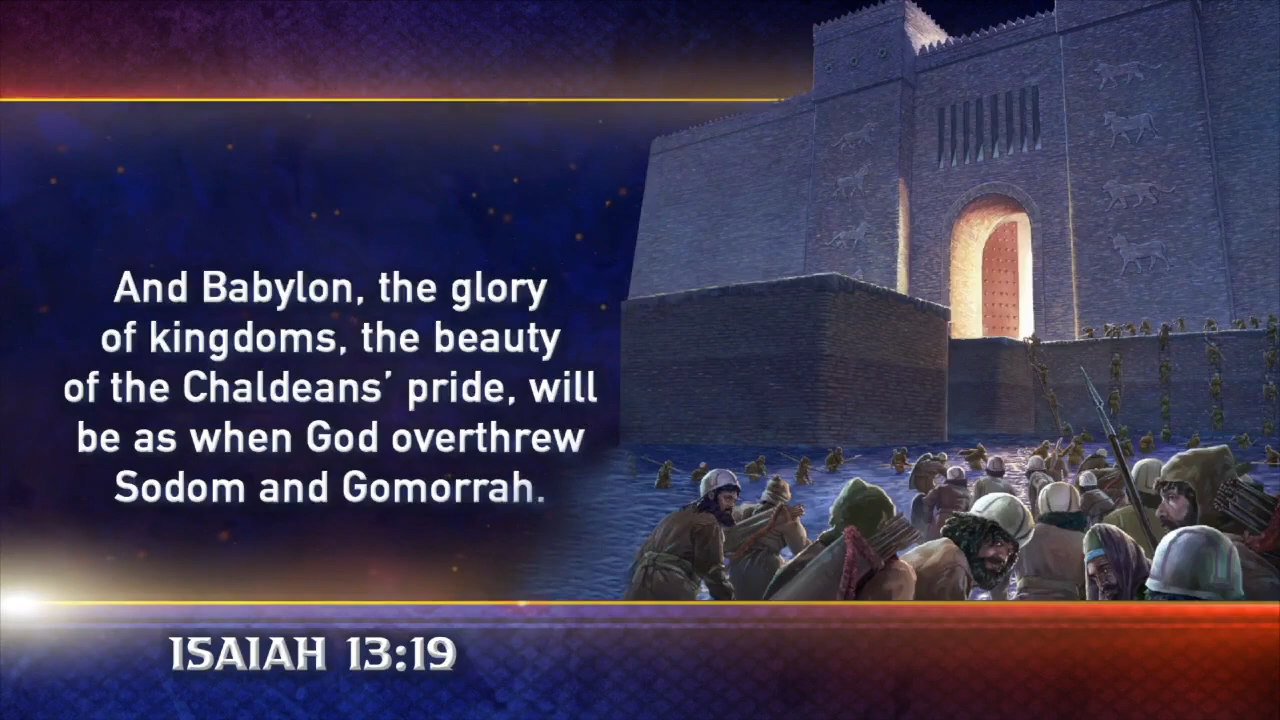 And Babylon, the glory
of kingdoms, the beauty
of the Chaldeans’ pride, will
be as when God overthrew
Sodom and Gomorrah.
ISAIAH 13:19